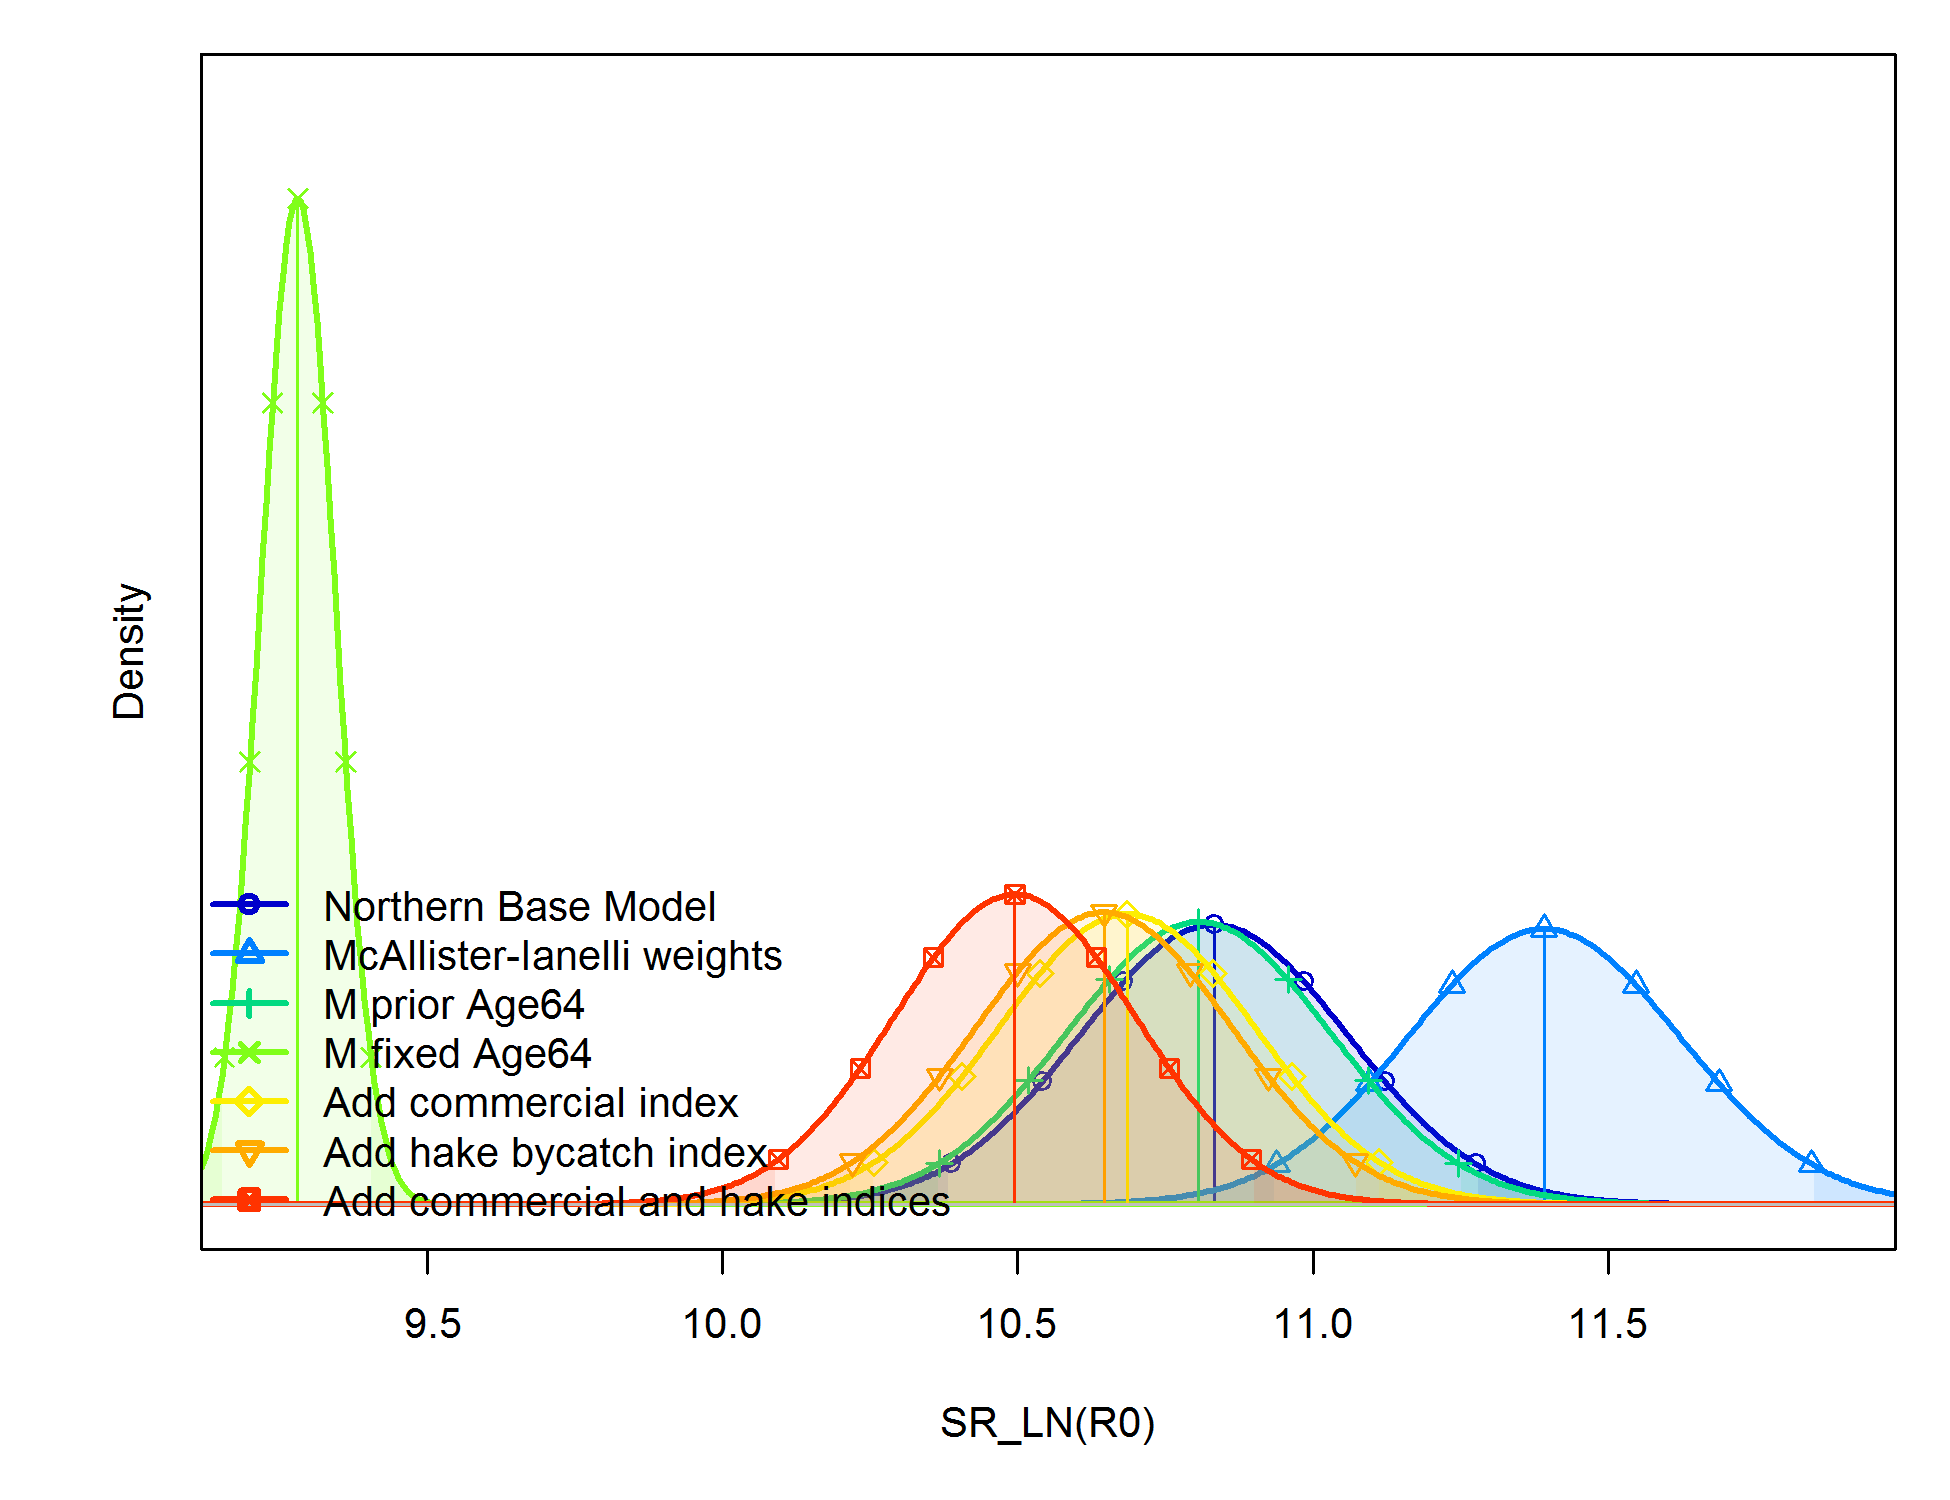 Density
Northern Base Model
McAllister-Ianelli weights
M prior Age64
M fixed Age64
Add commercial index
Add hake bycatch index
Add commercial and hake indices
9.5 10.0 10.5 11.0 11.5
SR_LN(R0)